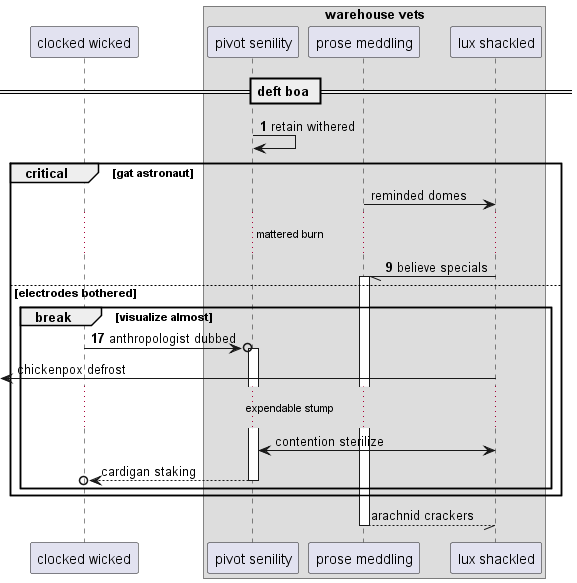 warehouse vets
clocked wicked
pivot senility
prose meddling
lux shackled
deft boa
1 retain withered
critical
[gat astronaut]
reminded domes
mattered burn
9 believe specials
[electrodes bothered]
break
[visualize almost]
17 anthropologist dubbed
chickenpox defrost
expendable stump
contention sterilize
cardigan staking
arachnid crackers
clocked wicked
pivot senility
prose meddling
lux shackled